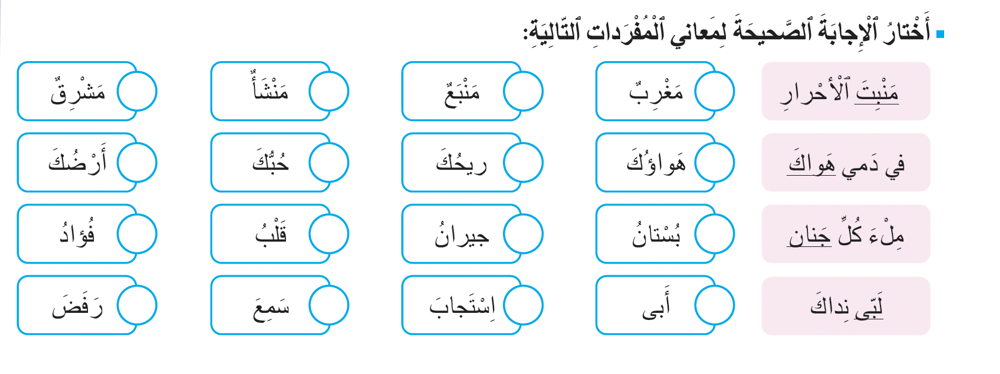 أَخْتارُ ٱلْإِجابَةَ ٱلصَّحيحَةَ لِمَعاني ٱلْمُفْرَداتِ ٱلتّالِيَةِ:
مَنْبِتَ ٱلْأَحْرارِ مَغْرِبٌ مَنْبَعٌ مَنْشَأٌ مَشْرِقٌ
في دَمي هَواكَ هَواؤُكَ ريحُكَ حُبُّكَ أَرْضُكَ
مِلْءَ كُلِّ جَنان بُسْتانُ جيرانُ قَلْبُ فُؤادُ
لَبّى نِداكَ أَبى اِسْتَجابَ سَمِعَ رَفَضَ